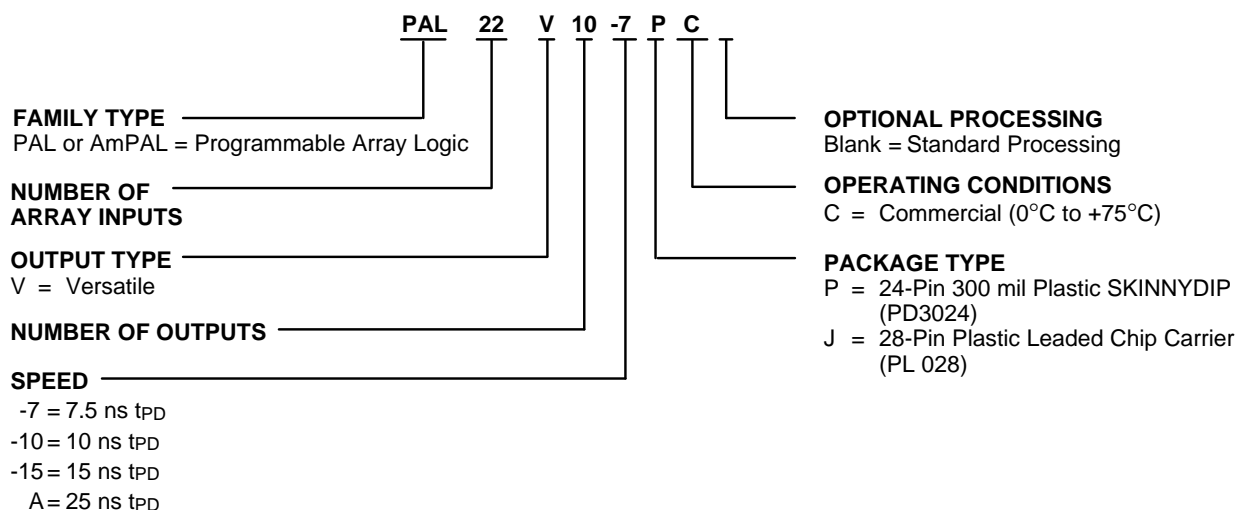 PAL 22 V 10 -7 P C
FAMILY TYPE
PAL or AmPAL = Programmable Array Logic
NUMBER OF
ARRAY INPUTS
OUTPUT TYPE
V = Versatile
NUMBER OF OUTPUTS
SPEED
-7 = 7.5 ns tPD
-10 = 10 ns tPD
-15 = 15 ns tPD
A = 25 ns tPD
OPTIONAL PROCESSING
Blank = Standard Processing
OPERATING CONDITIONS
C = Commercial (0°C to +75°C)
PACKAGE TYPE
P = 24-Pin 300 mil Plastic SKINNYDIP
(PD3024)
J = 28-Pin Plastic Leaded Chip Carrier
(PL 028)